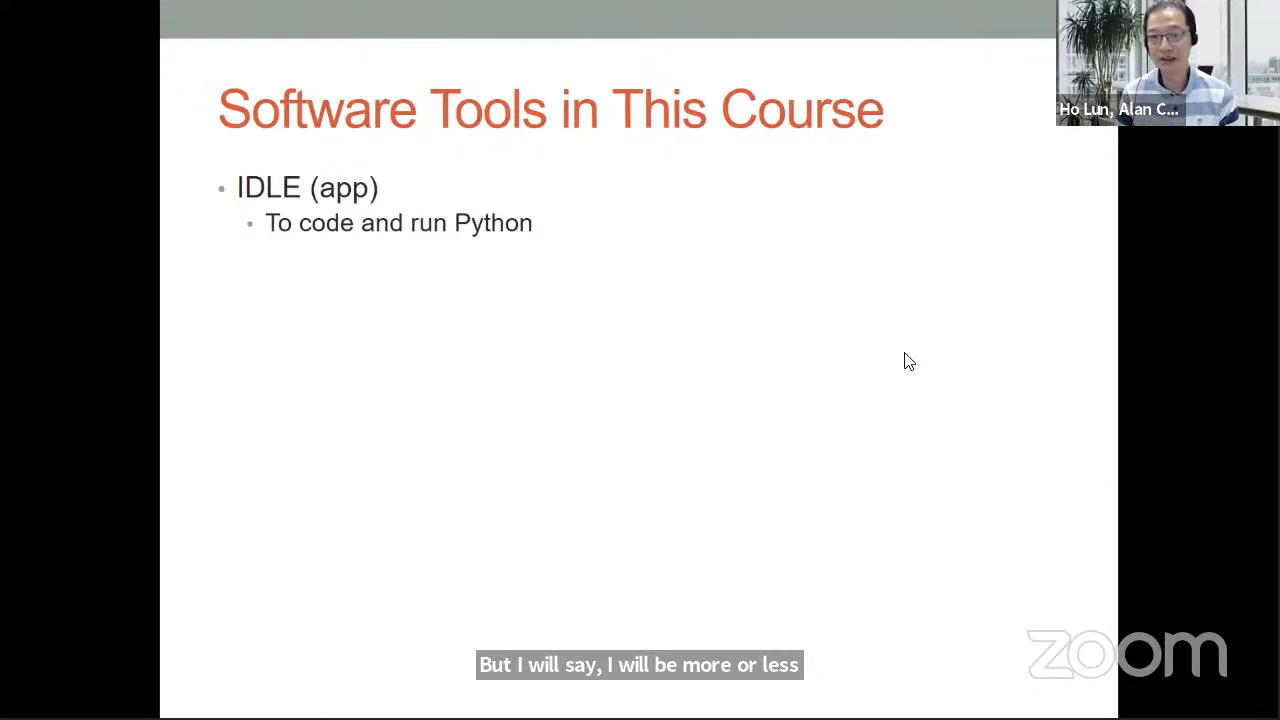 Software Tools in This Course
Ho Lun, Alan C...
• IDLE (app)
• To code and run Python
But I will say, I will be more or less
zoom